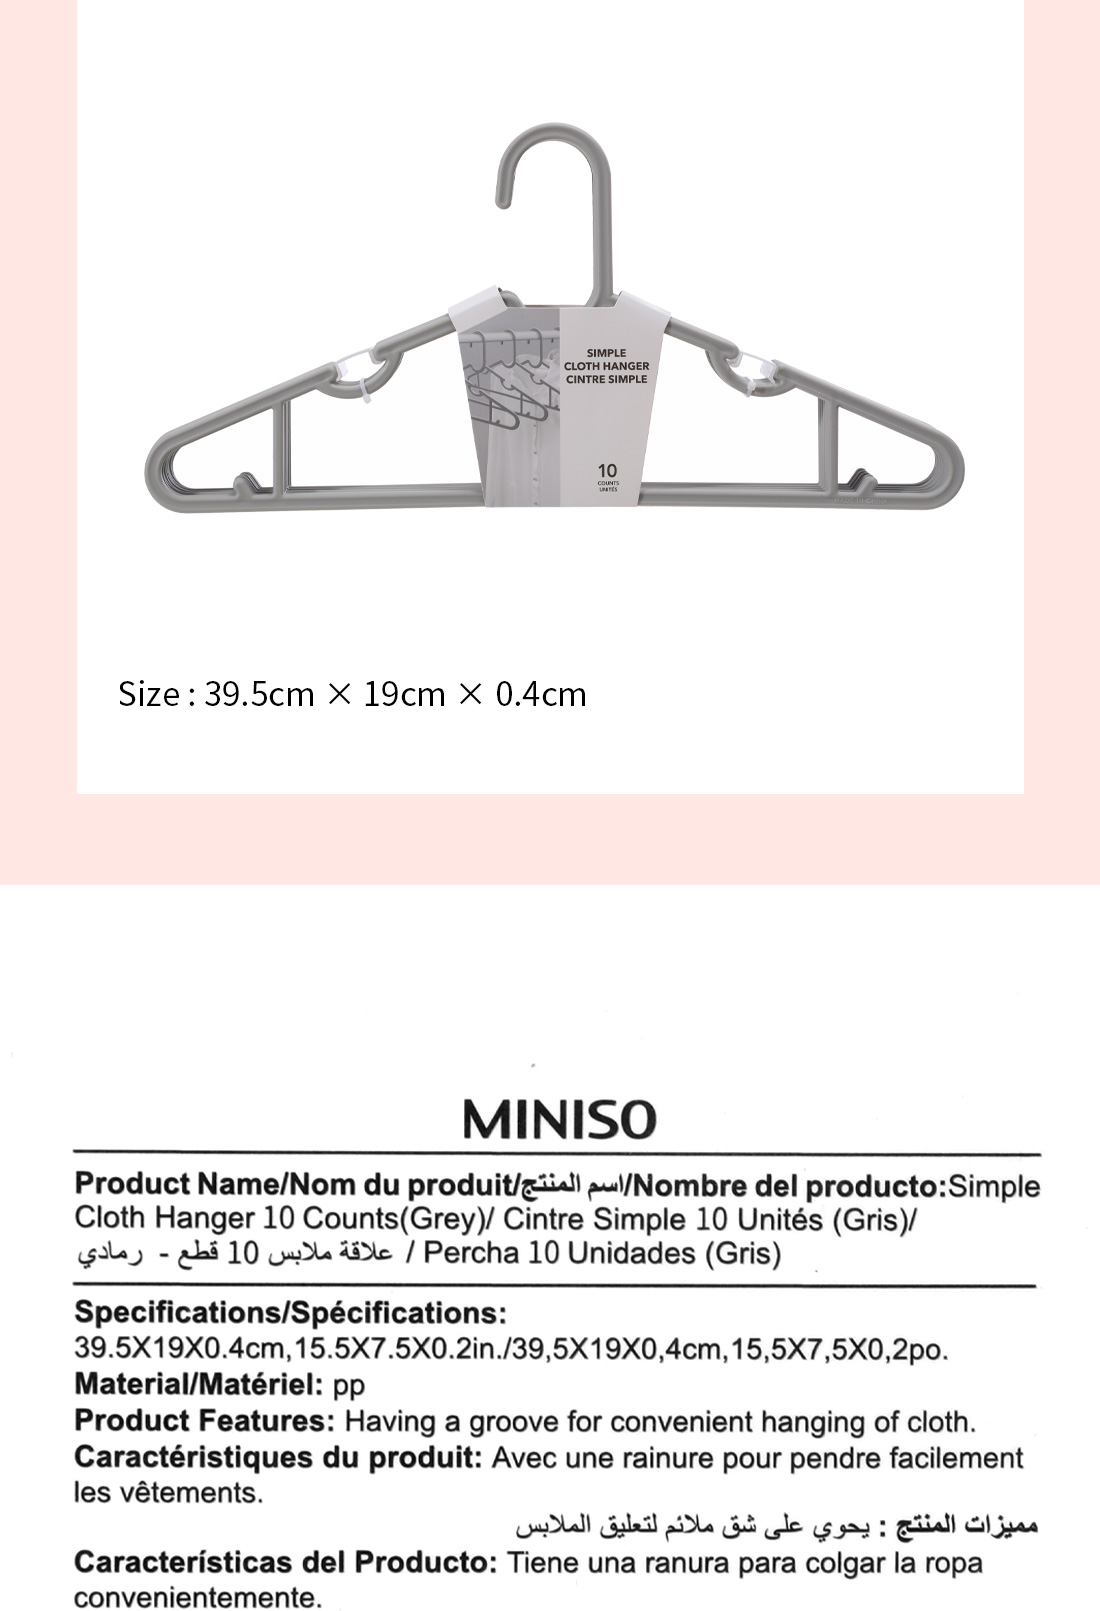 SIMPLE
CLOTH HANGER
CINTRE SIMPLE
10
COUNTS
UNITÉS
Size : 39.5cm × 19cm × 0.4cm
MINISO
Product Name/Nom du produit/اسم المنتج/Nombre del producto:Simple
Cloth Hanger 10 Counts(Grey)/ Cintre Simple 10 Unités (Gris)/
علاقة ملابس 10 قطع - رمادي / Percha 10 Unidades (Gris)
Specifications/Spécifications:
39.5X19X0.4cm,15.5X7.5X0.2in./39,5X19X0,4cm,15,5X7,5X0,2po.
Material/Matériel: pp
Product Features: Having a groove for convenient hanging of cloth.
Caractéristiques du produit: Avec une rainure pour pendre facilement
les vêtements.
مميزات المنتج : يحوي على شق ملائم لتعليق الملابس
Características del Producto: Tiene una ranura para colgar la ropa
convenientemente.